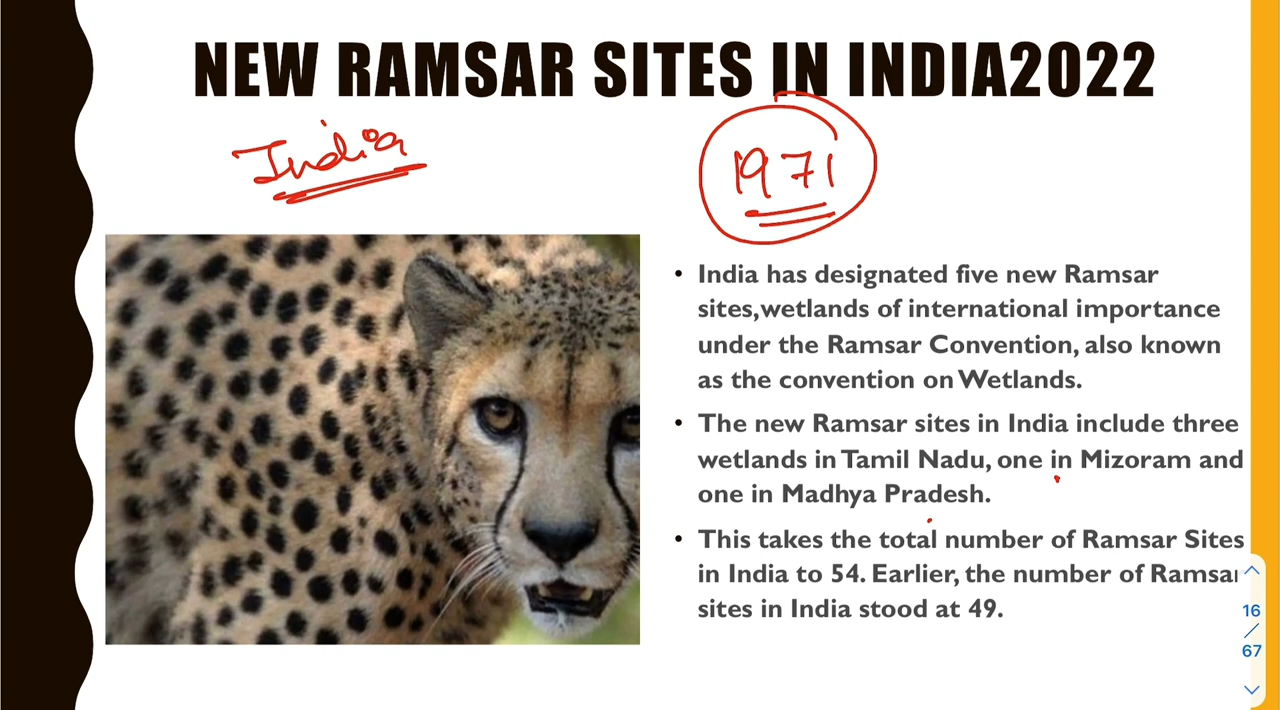 NEW RAMSAR SITES IN INDIA2022
India
1971
• India has designated five new Ramsar
sites,wetlands of international importance
under the Ramsar Convention, also known
as the convention on Wetlands.
• The new Ramsar sites in India include three
wetlands in Tamil Nadu, one in Mizoram and
one in Madhya Pradesh.
• This takes the total number of Ramsar Sites
in India to 54. Earlier, the number of Ramsar
sites in India stood at 49.
16
/
67